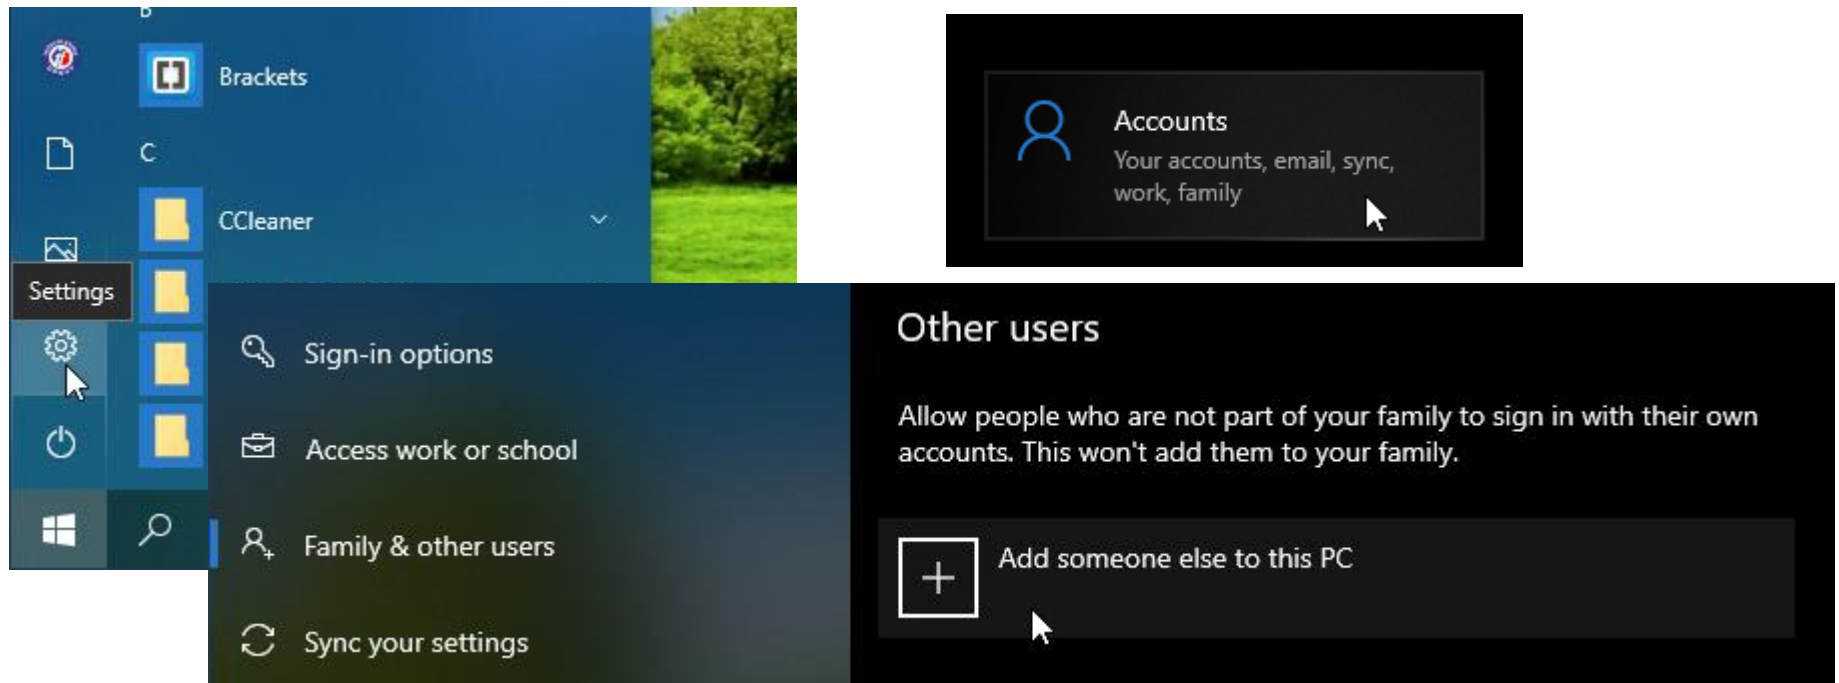 B
Brackets
C
CCleaner
Settings
Accounts
Your accounts, email, sync,
work, family
Sign-in options
Access work or school
Family & other users
Sync your settings
Other users
Allow people who are not part of your family to sign in with their own
accounts. This won't add them to your family.
Add someone else to this PC